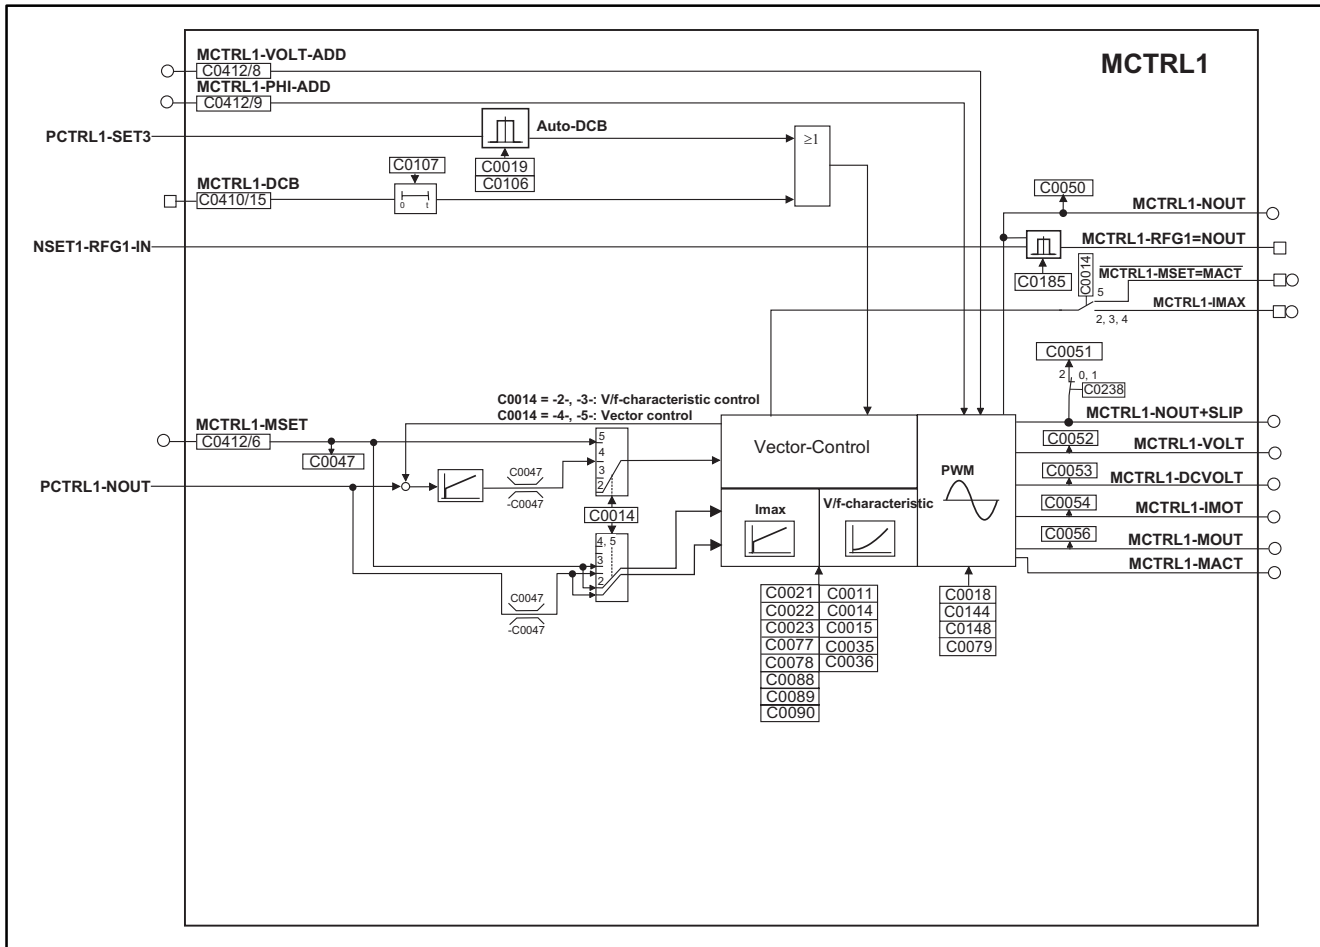 MCTRL1
MCTRL1-VOLT-ADD
C0412/8
MCTRL1-PHI-ADD
C0412/9
PCTRL1-SET3
Auto-DCB
≥1
C0019
C0106
C0107
MCTRL1-DCB
C0410/15
0 t
NSET1-RFG1-IN
C0050
MCTRL1-NOUT
MCTRL1-RFG1=NOUT
C0185
C0014
MCTRL1-MSET=MACT
5
MCTRL1-IMAX
2, 3, 4
C0051
2 0, 1
C0238
C0014 = -2-, -3-: V/f-characteristic control
C0014 = -4-, -5-: Vector control
MCTRL1-MSET
C0412/6
C0047
PCTRL1-NOUT
C0047
-C0047
5
4
3
2
C0014
4, 5
3
2
C0047
-C0047
Vector-Control
Imax
V/f-characteristic
PWM
MCTRL1-NOUT+SLIP
C0052
MCTRL1-VOLT
C0053
MCTRL1-DCVOLT
C0054
MCTRL1-IMOT
C0056
MCTRL1-MOUT
MCTRL1-MACT
C0021 C0011
C0022 C0014
C0023 C0015
C0077 C0035
C0078 C0036
C0088
C0089
C0090
C0018
C0144
C0148
C0079